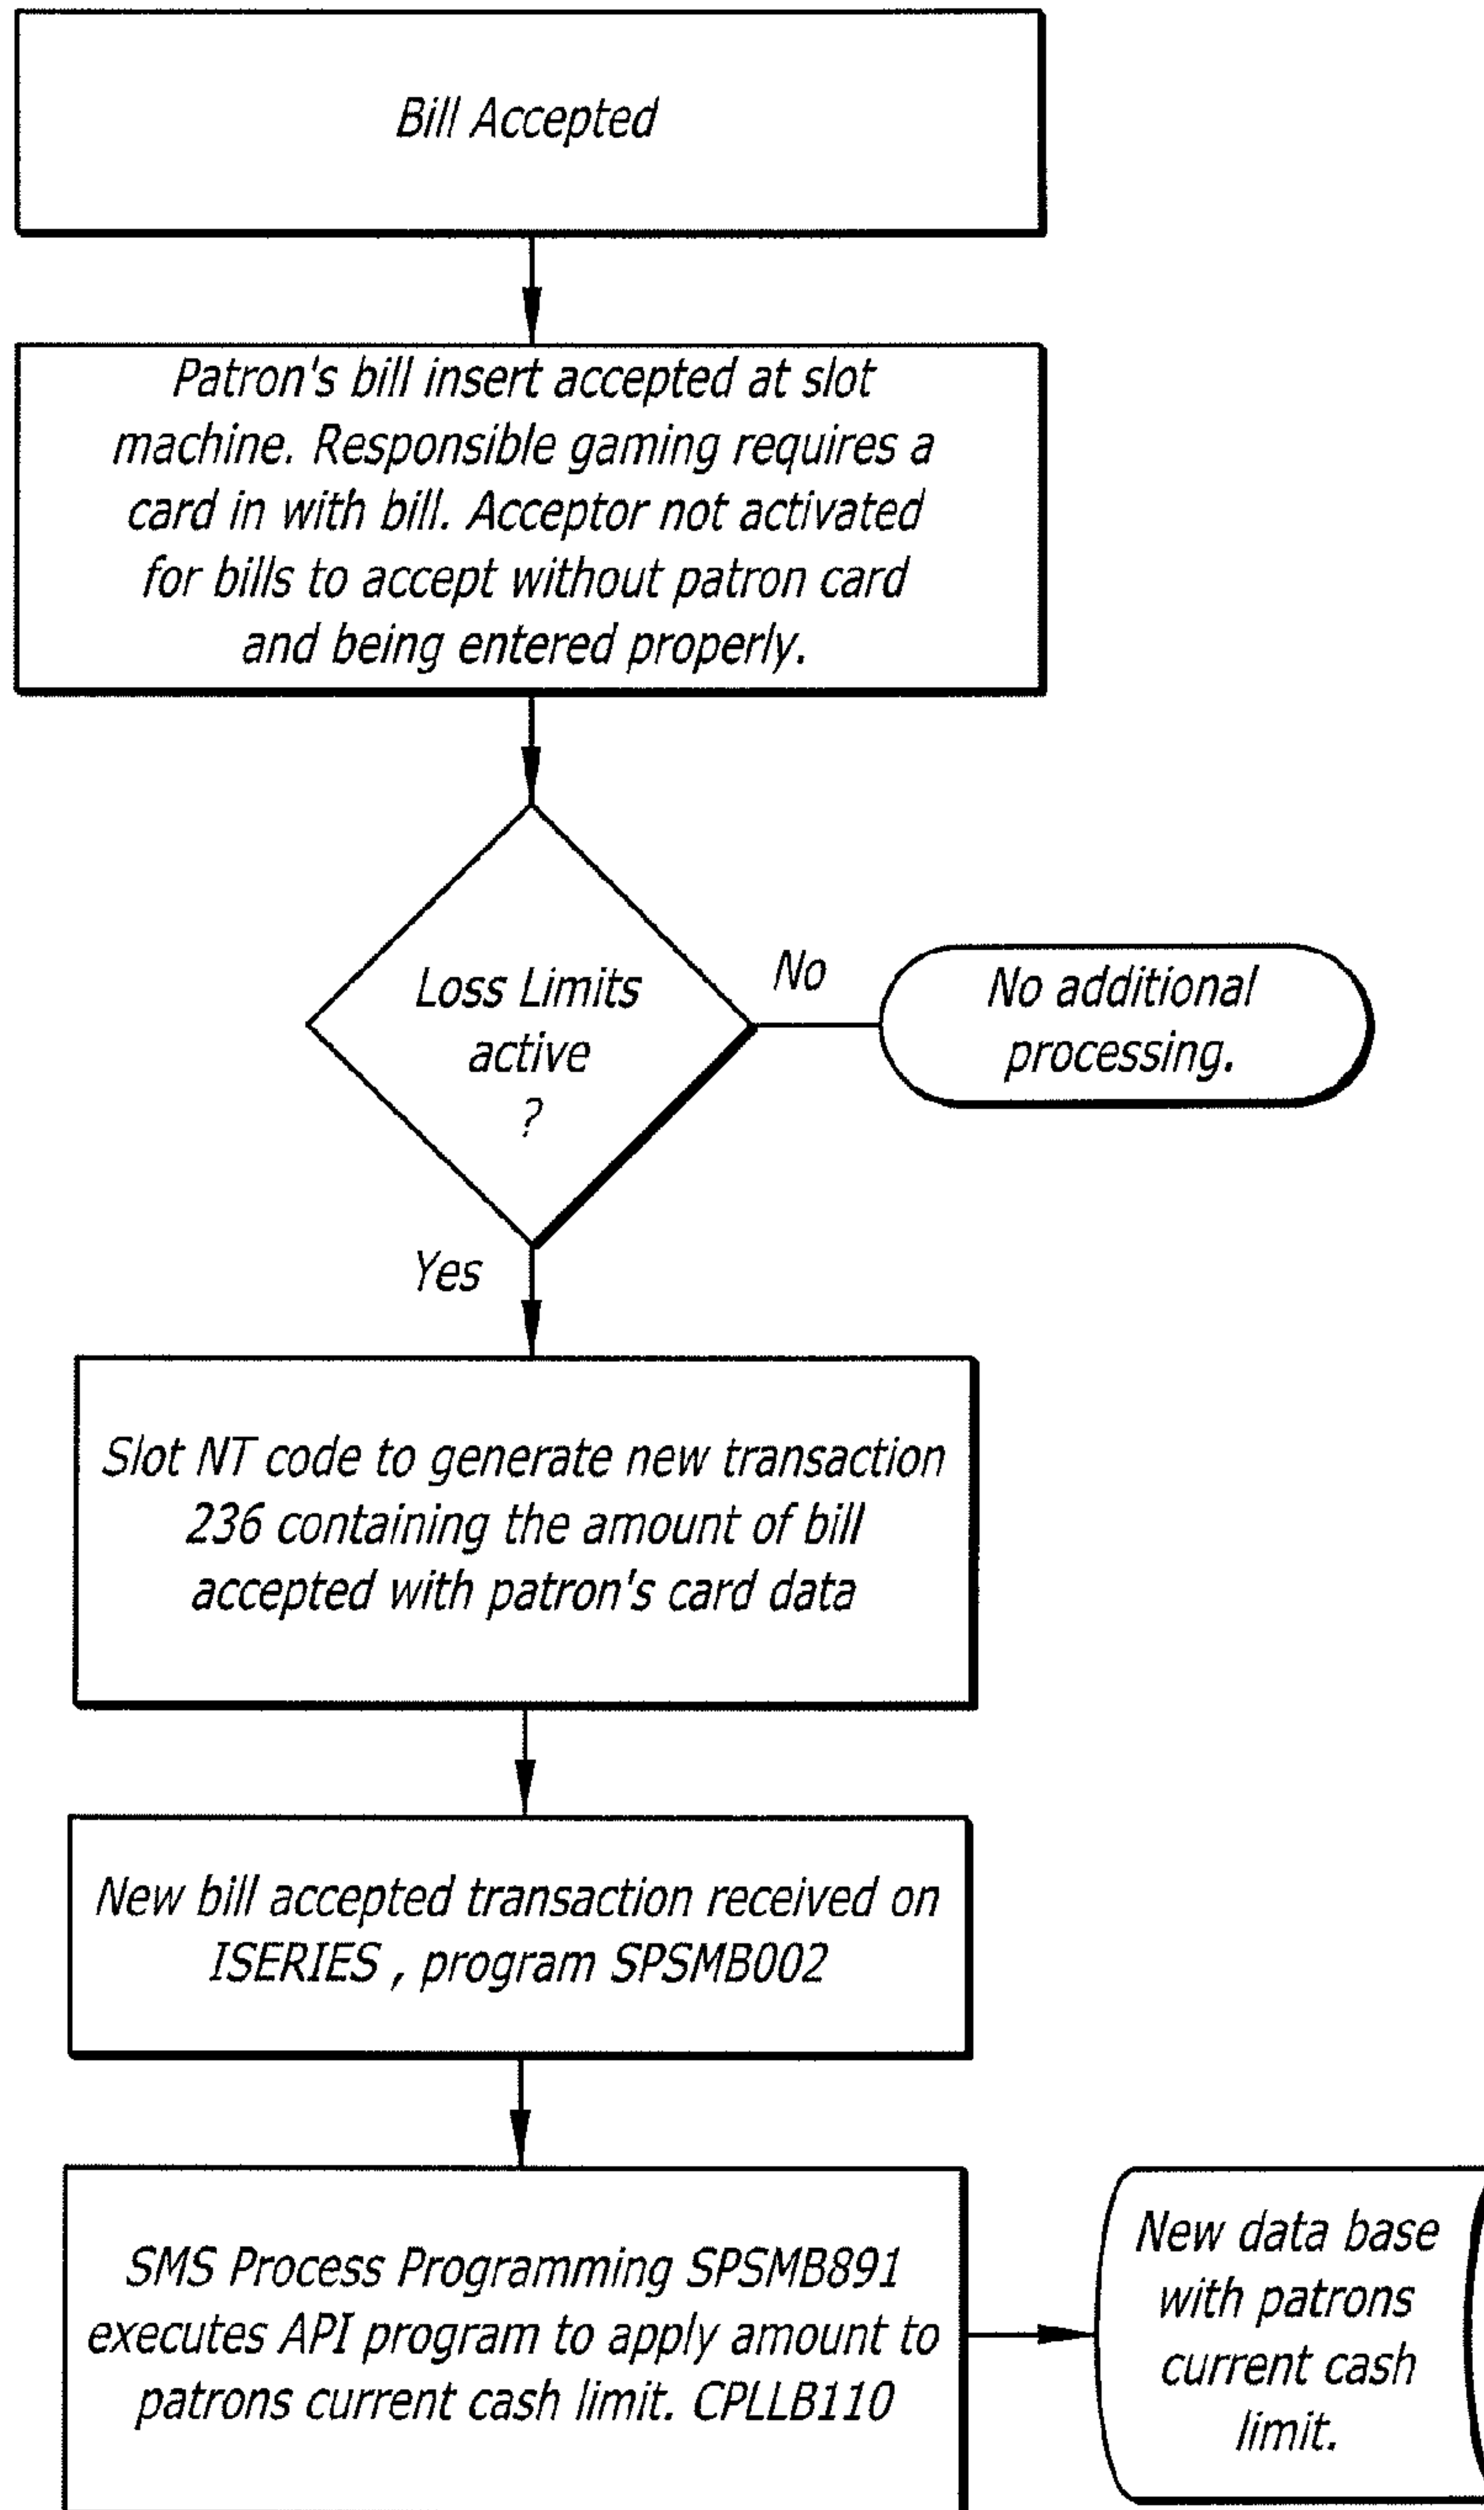 Bill Accepted
Patron's bill insert accepted at slot
machine. Responsible gaming requires a
card in with bill. Acceptor not activated
for bills to accept without patron card
and being entered properly.
Loss Limits
active
?
No
No additional
processing.
Yes
Slot NT code to generate new transaction
236 containing the amount of bill
accepted with patron's card data
New bill accepted transaction received on
ISERIES , program SPSMB002
SMS Process Programming SPSMB891
executes API program to apply amount to
patrons current cash limit. CPLLB110
New data base
with patrons
current cash
limit.